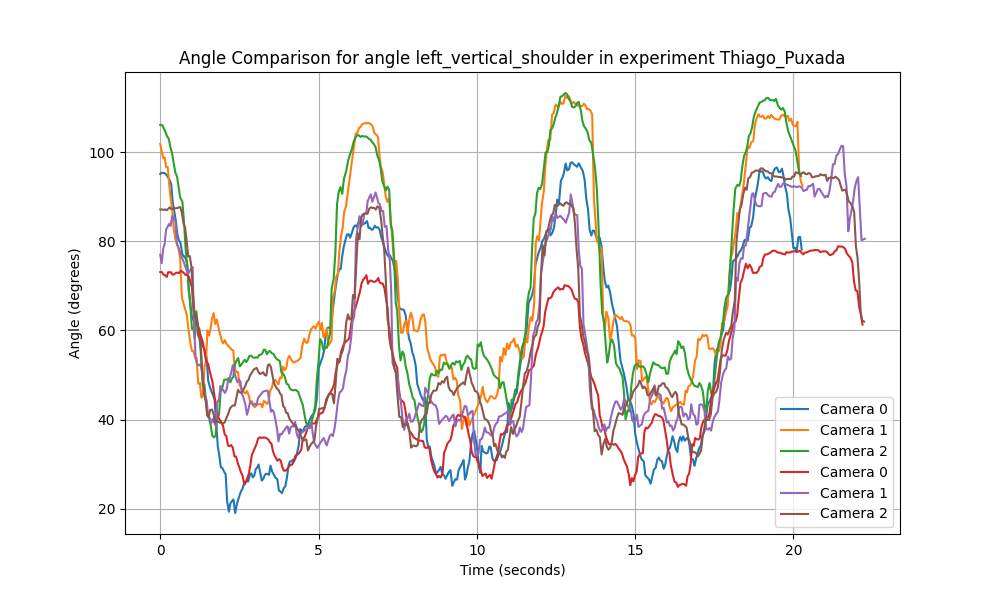 Angle Comparison for angle left_vertical_shoulder in experiment Thiago_Puxada
Angle (degrees)
100
80
60
40
20
0
5
10
15
20
Time (seconds)
Camera 0
Camera 1
Camera 2
Camera 0
Camera 1
Camera 2